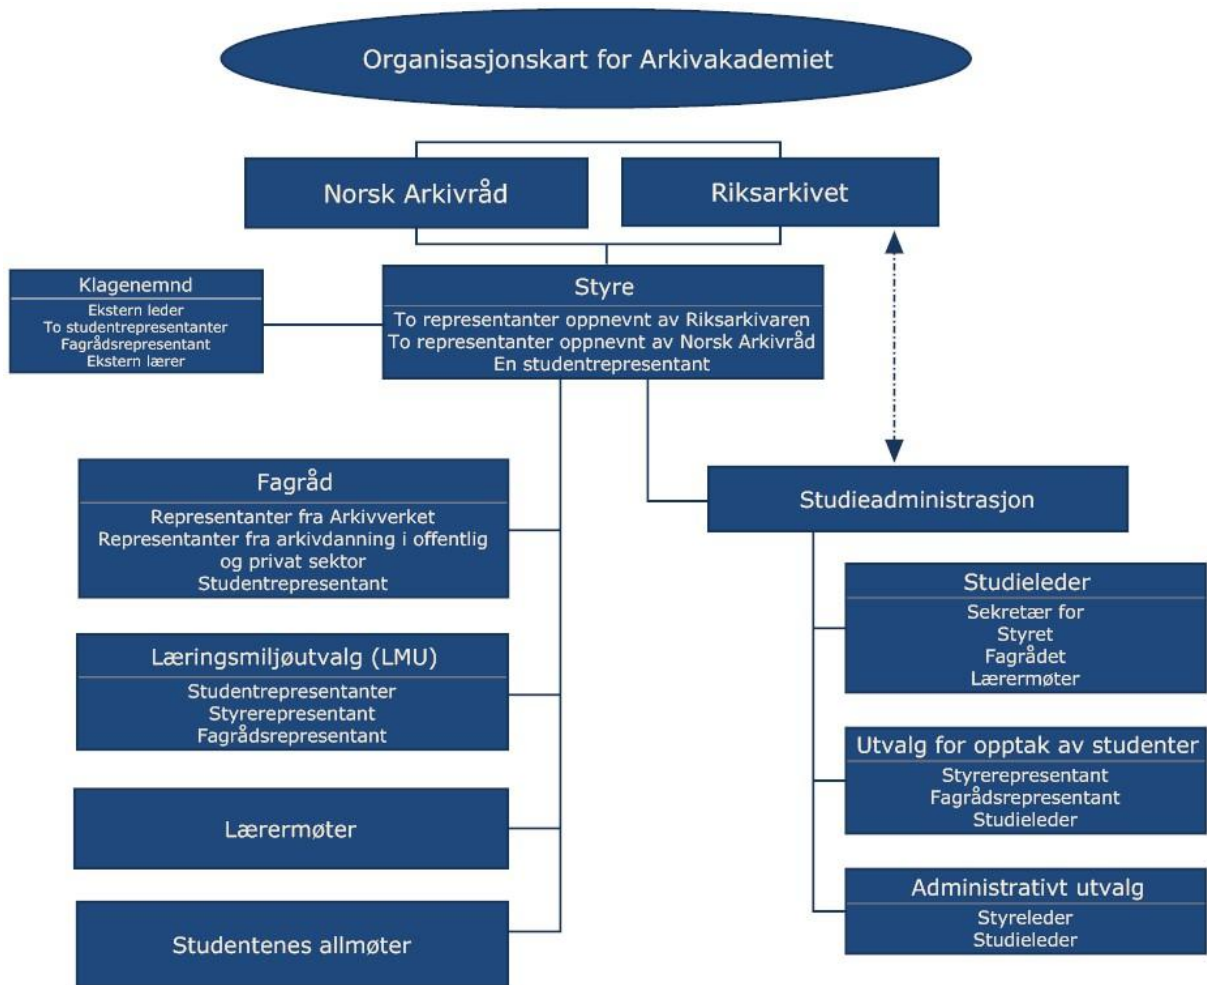 Organisasjonskart for Arkivakademiet
Norsk Arkivråd
Riksarkivet
Klagenemnd
Ekstern leder
To studentrepresentanter
Fagrådsrepresentant
Ekstern lærer
Styre
To representanter oppnevnt av Riksarkivaren
To representanter oppnevnt av Norsk Arkivråd
En studentrepresentant
Fagråd
Representanter fra Arkivverket
Representanter fra arkivdanning i offentlig
og privat sektor
Studentrepresentant
Læringsmiljøutvalg (LMU)
Studentrepresentanter
Styrerepresentant
Fagrådsrepresentant
Lærermøter
Studentenes allmøter
Studieadministrasjon
Studieleder
Sekretær for
Styret
Fagrådet
Lærermøter
Utvalg for opptak av studenter
Styrerepresentant
Fagrådsrepresentant
Studieleder
Administrativt utvalg
Styreleder
Studieleder